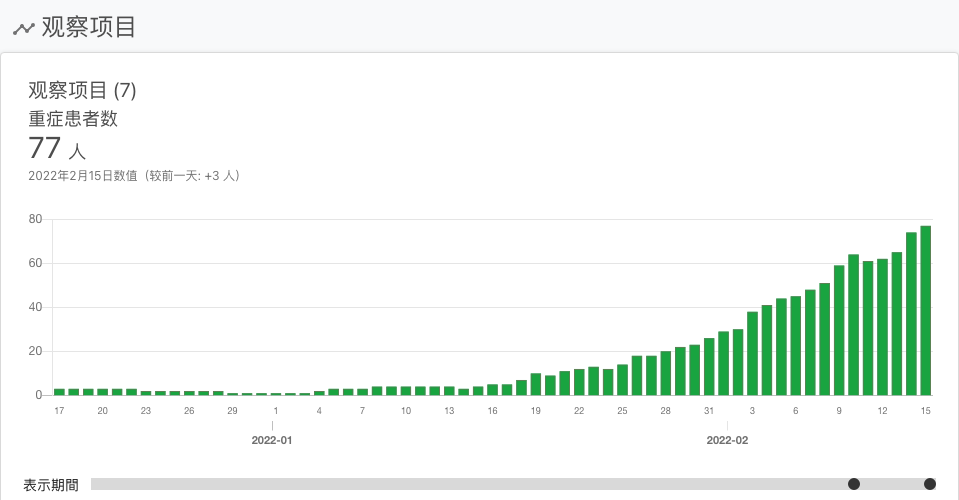 观察项目
观察项目 (7)
重症患者数
77 人
2022年2月15日数值（较前一天: +3 人）
80
60
40
20
0
17 20 23 26 29 1 4 7 10 13 16 19 22 25 28 31 3 6 9 12 15
2022-01 2022-02
表示期間